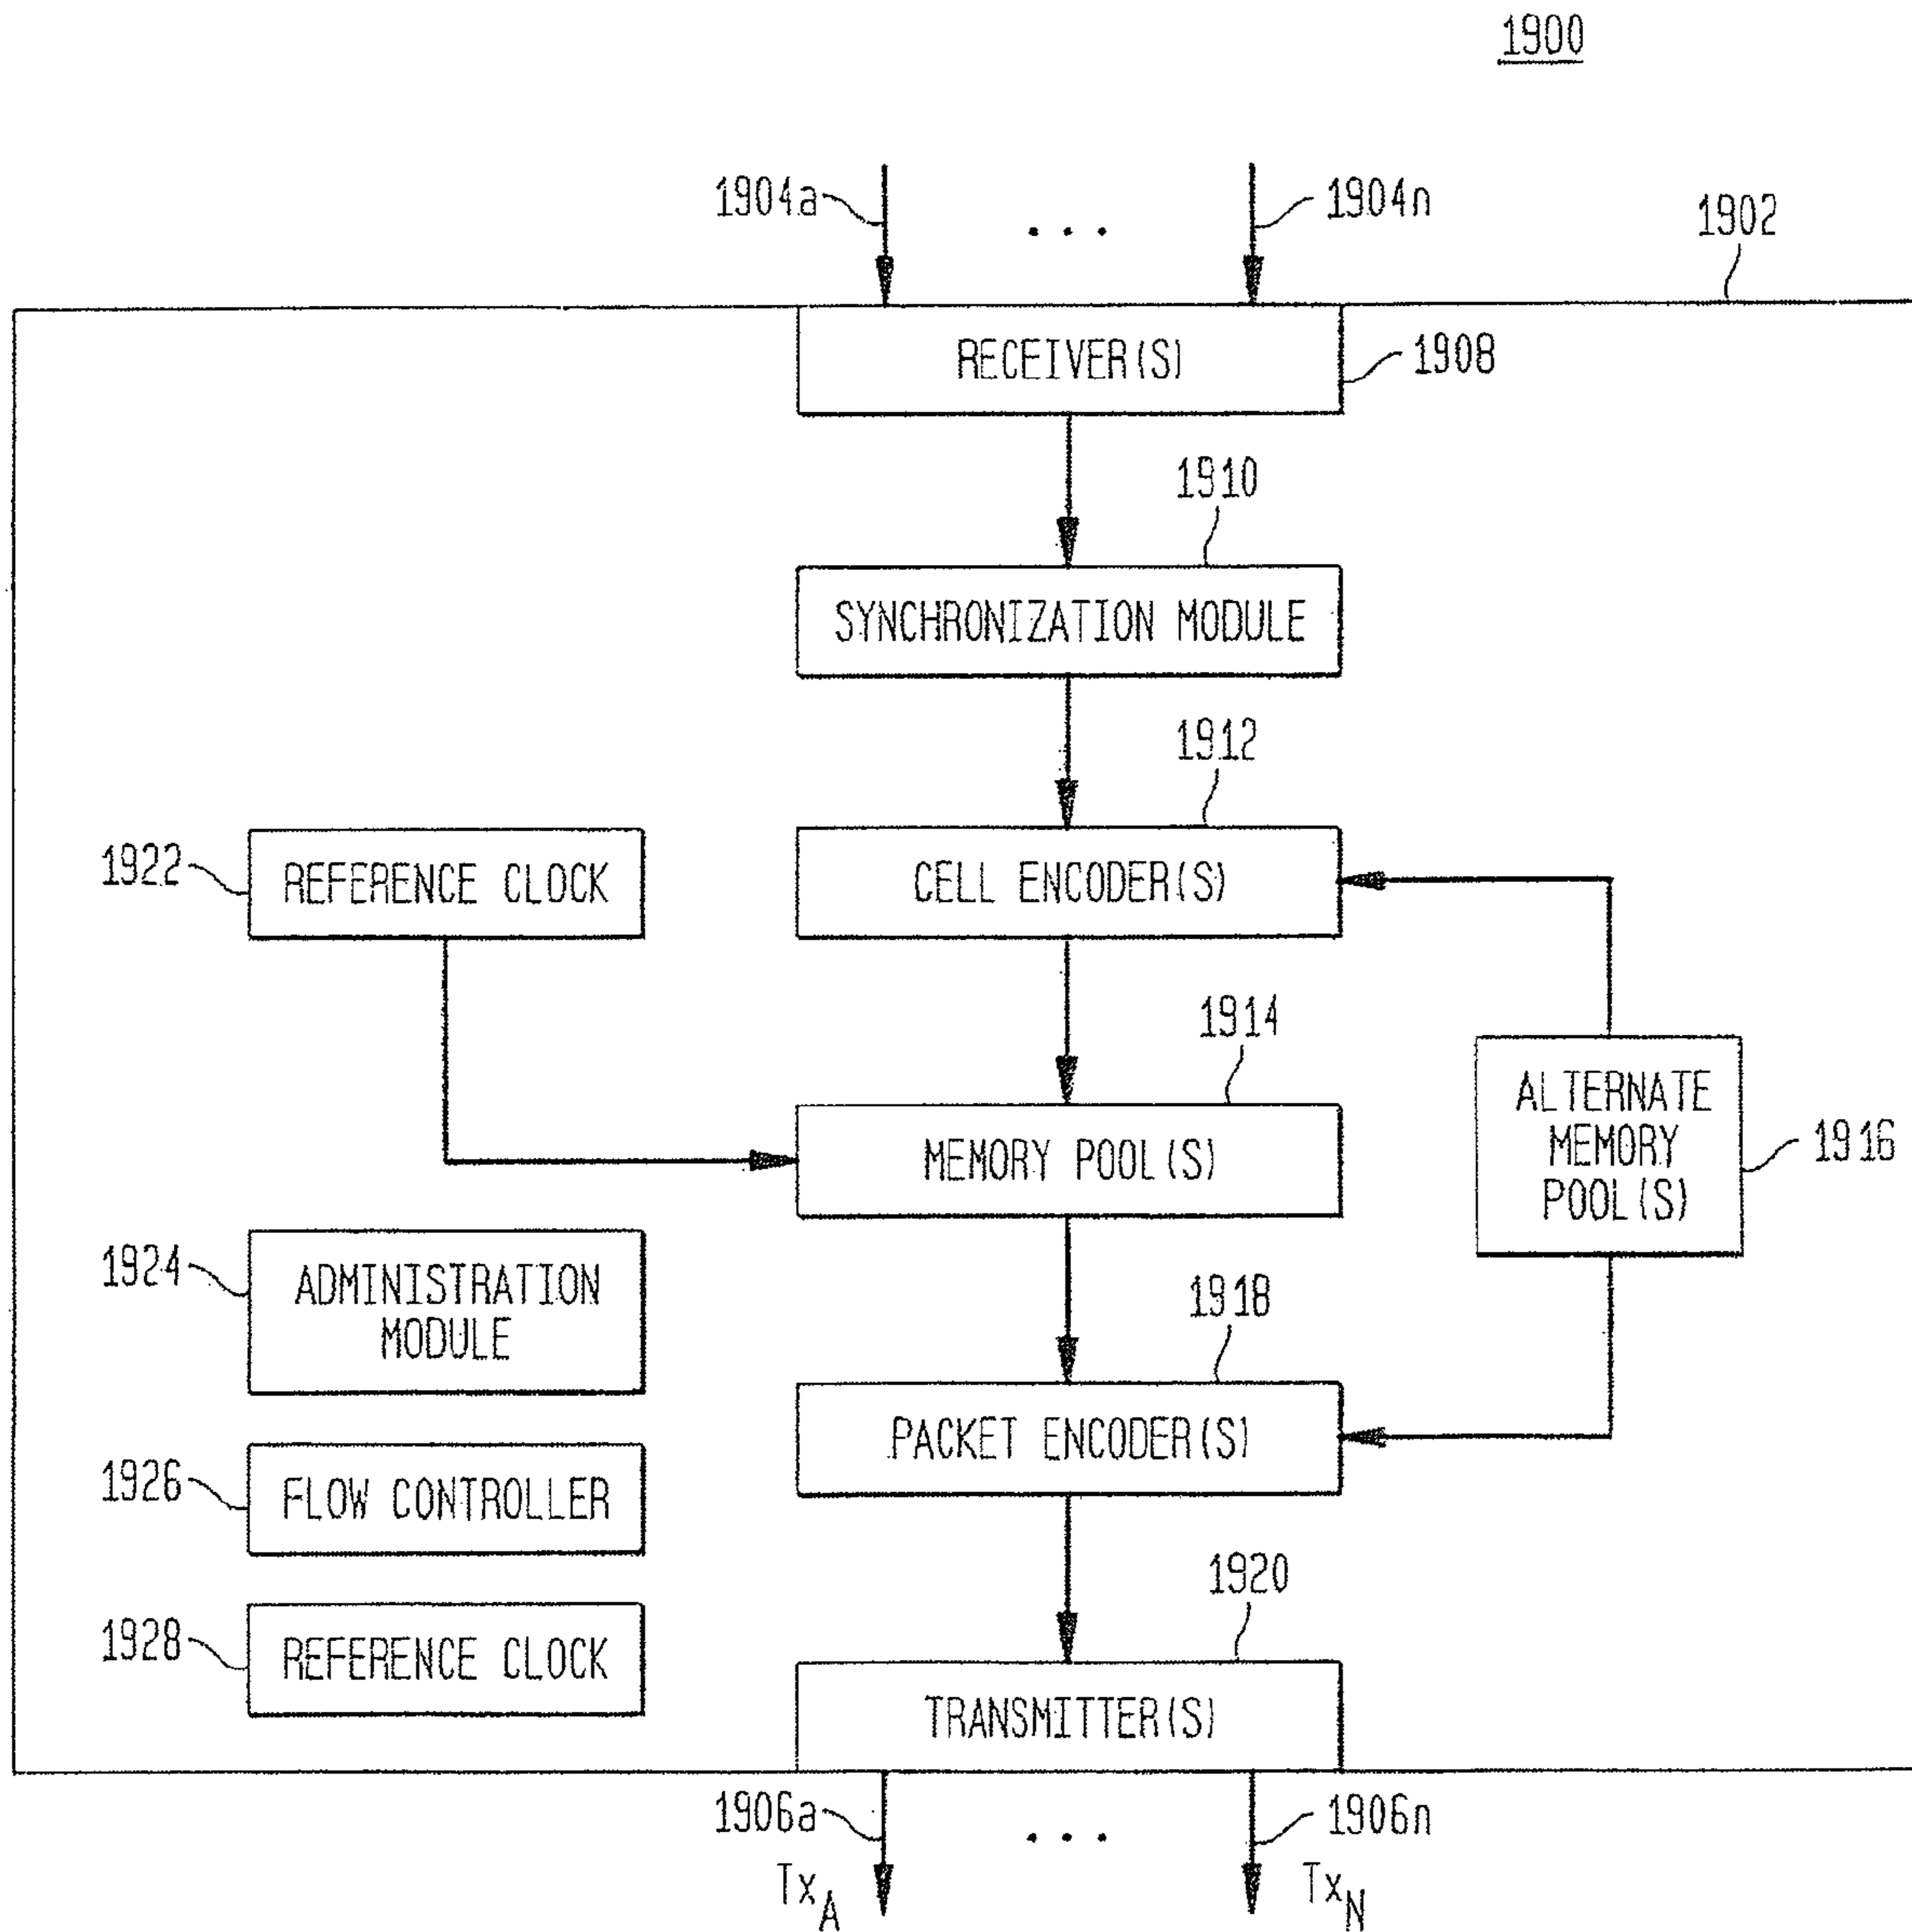 1900
1904a
. . .
1904n
1902
RECEIVER(S)
1908
1910
SYNCHRONIZATION MODULE
1912
1922
REFERENCE CLOCK
CELL ENCODER(S)
1914
MEMORY POOL(S)
ALTERNATE
MEMORY
POOL(S)
1916
1924
ADMINISTRATION
MODULE
1918
PACKET ENCODER(S)
1926
FLOW CONTROLLER
1920
1928
REFERENCE CLOCK
TRANSMITTER(S)
1906a
. . .
1906n
TxA
TxN